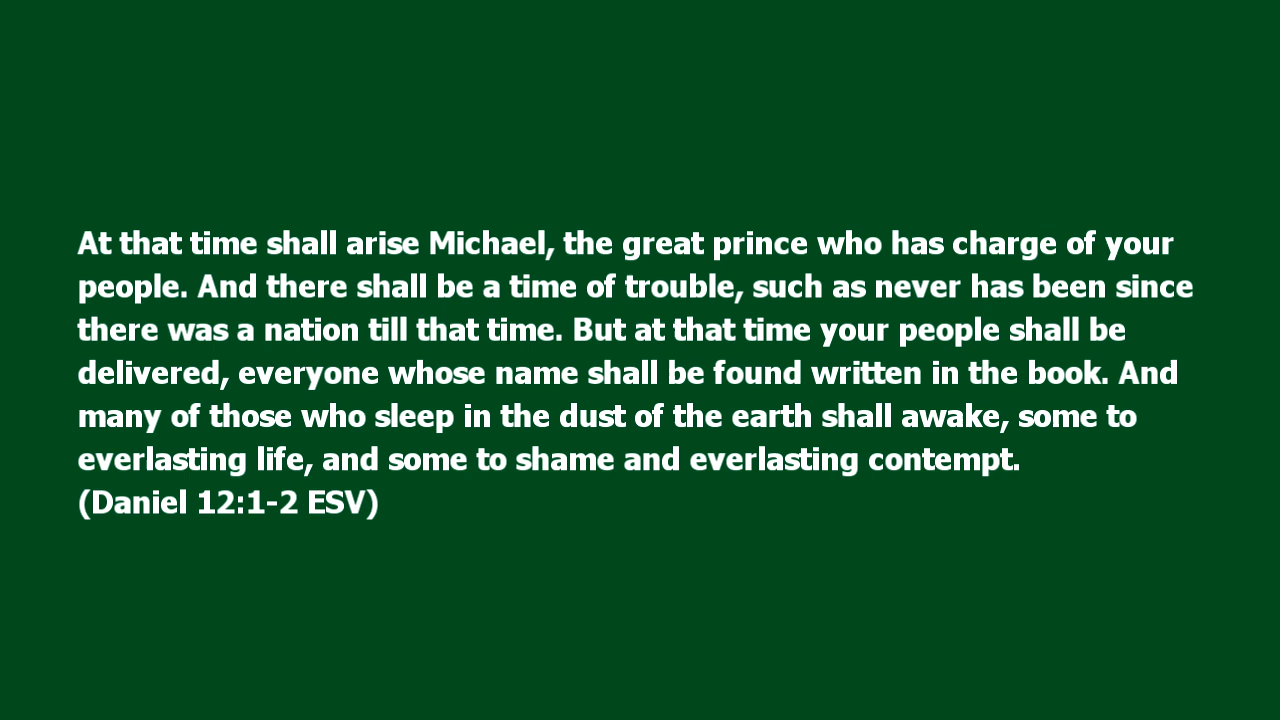 At that time shall arise Michael, the great prince who has charge of your
people. And there shall be a time of trouble, such as never has been since
there was a nation till that time. But at that time your people shall be
delivered, everyone whose name shall be found written in the book. And
many of those who sleep in the dust of the earth shall awake, some to
everlasting life, and some to shame and everlasting contempt.
(Daniel 12:1-2 ESV)